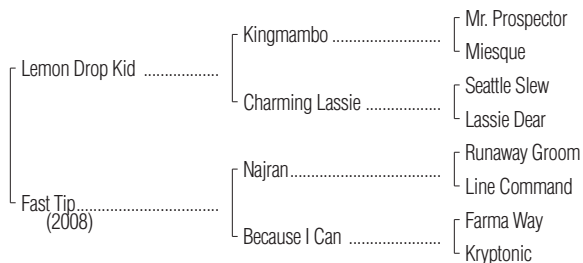 Mr. Prospector
Kingmambo ........................
Miesque
Lemon Drop Kid ................
Seattle Slew
Charming Lassie ................
Lassie Dear
Runaway Groom
Najran.................................
Line Command
Fast Tip...............................
(2008)
Farma Way
Because I Can ....................
Kryptonic